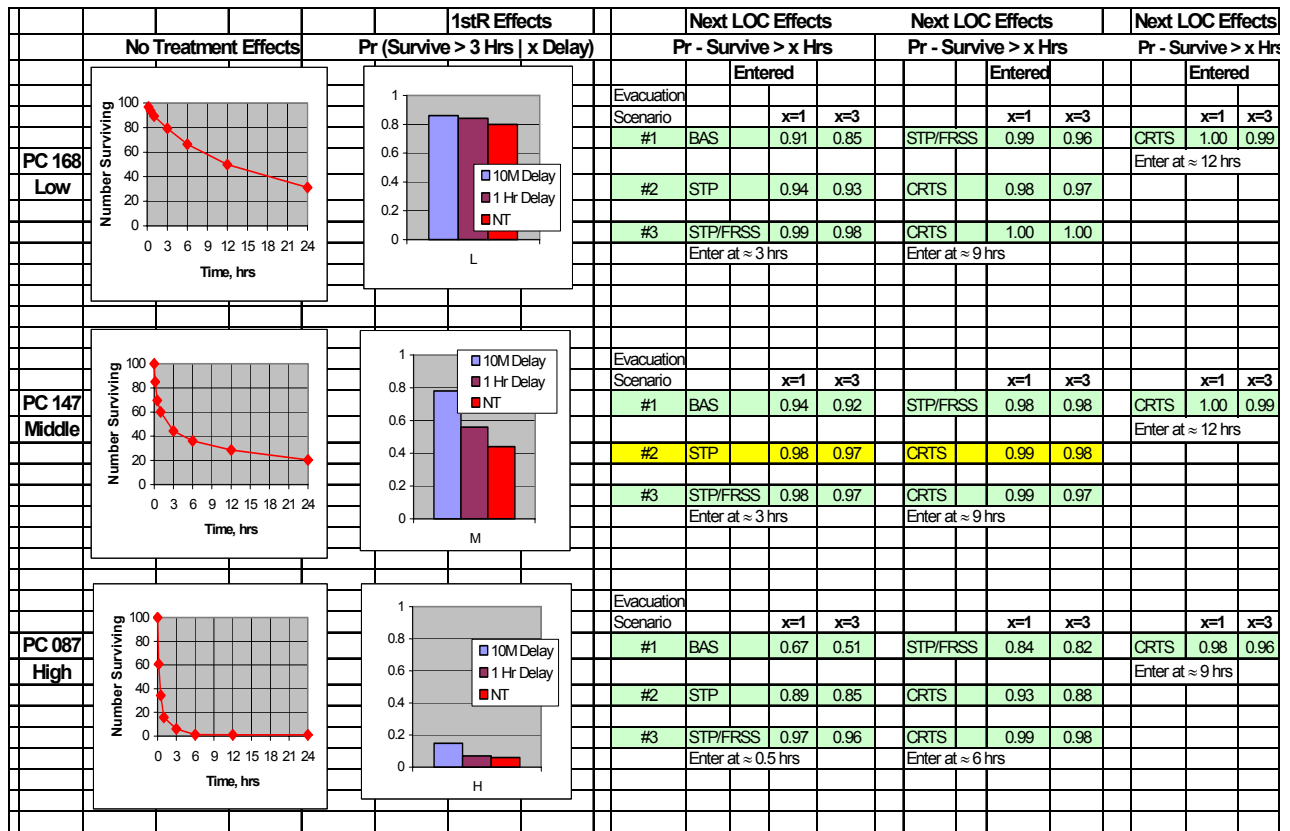 1stR Effects Next LOC Effects Next LOC Effects Next LOC Effects
No Treatment Effects Pr (Survive > 3 Hrs | x Delay) Pr - Survive > x Hrs Pr - Survive > x Hrs Pr - Survive > x Hrs
Entered Entered Entered
PC 168
Low
Number Surviving
100
80
60
40
20
0
0 3 6 9 12 15 18 21 24
Time, hrs
1
0.8
0.6
0.4
0.2
0
10M Delay
1 Hr Delay
NT
L
Evacuation
Scenario x=1 x=3 x=1 x=3 x=1 x=3
#1 BAS 0.91 0.85 STP/FRSS 0.99 0.96 CRTS 1.00 0.99
Enter at ≈ 12 hrs
#2 STP 0.94 0.93 CRTS 0.98 0.97
#3 STP/FRSS 0.99 0.98 CRTS 1.00 1.00
Enter at ≈ 3 hrs Enter at ≈ 9 hrs
PC 147
Middle
Number Surviving
100
80
60
40
20
0
0 3 6 9 12 15 18 21 24
Time, hrs
1
0.8
0.6
0.4
0.2
0
10M Delay
1 Hr Delay
NT
M
Evacuation
Scenario x=1 x=3 x=1 x=3 x=1 x=3
#1 BAS 0.94 0.92 STP/FRSS 0.98 0.98 CRTS 1.00 0.99
Enter at ≈ 12 hrs
#2 STP 0.98 0.97 CRTS 0.99 0.98
#3 STP/FRSS 0.98 0.97 CRTS 0.99 0.97
Enter at ≈ 3 hrs Enter at ≈ 9 hrs
PC 087
High
Number Surviving
100
80
60
40
20
0
0 3 6 9 12 15 18 21 24
Time, hrs
1
0.8
0.6
0.4
0.2
0
10M Delay
1 Hr Delay
NT
H
Evacuation
Scenario x=1 x=3 x=1 x=3 x=1 x=3
#1 BAS 0.67 0.51 STP/FRSS 0.84 0.82 CRTS 0.98 0.96
Enter at ≈ 9 hrs
#2 STP 0.89 0.85 CRTS 0.93 0.88
#3 STP/FRSS 0.97 0.96 CRTS 0.99 0.98
Enter at ≈ 0.5 hrs Enter at ≈ 6 hrs